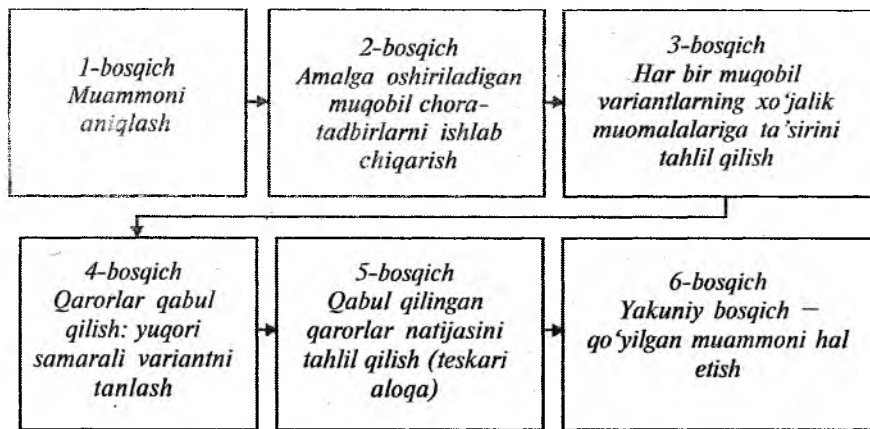 1-bosqich
Muammoni
aniqlash
2-bosqich
Amalga oshiriladigan
muqobil chora-
tadbirlarni ishlab
chiqarish
3-bosqich
Har bir muqobil
variantlarning xo‘jalik
muomalalariga ta’sirini
tahlil qilish
4-bosqich
Qarorlar qabul
qilish: yuqori
samarali variantni
tanlash
5-bosqich
Qabul qilingan
qarorlar natijasini
tahlil qilish (teskari
aloqa)
6-bosqich
Yakuniy bosqich —
qo‘yilgan muammoni hal
etish